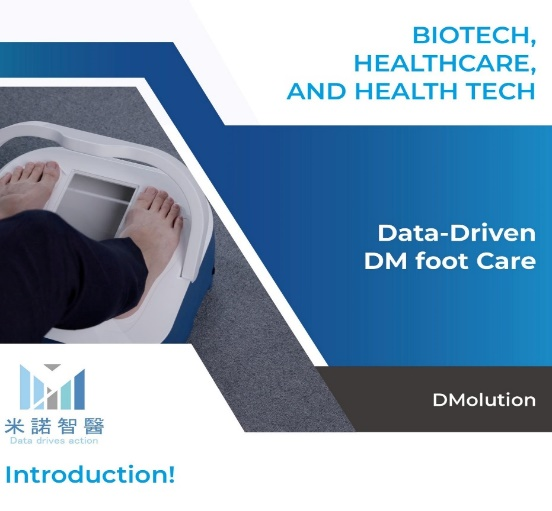 BIOTECH,
HEALTHCARE,
AND HEALTH TECH
Data-Driven
DM foot Care
DMolution
米諾智醫
Data drives action
Introduction!